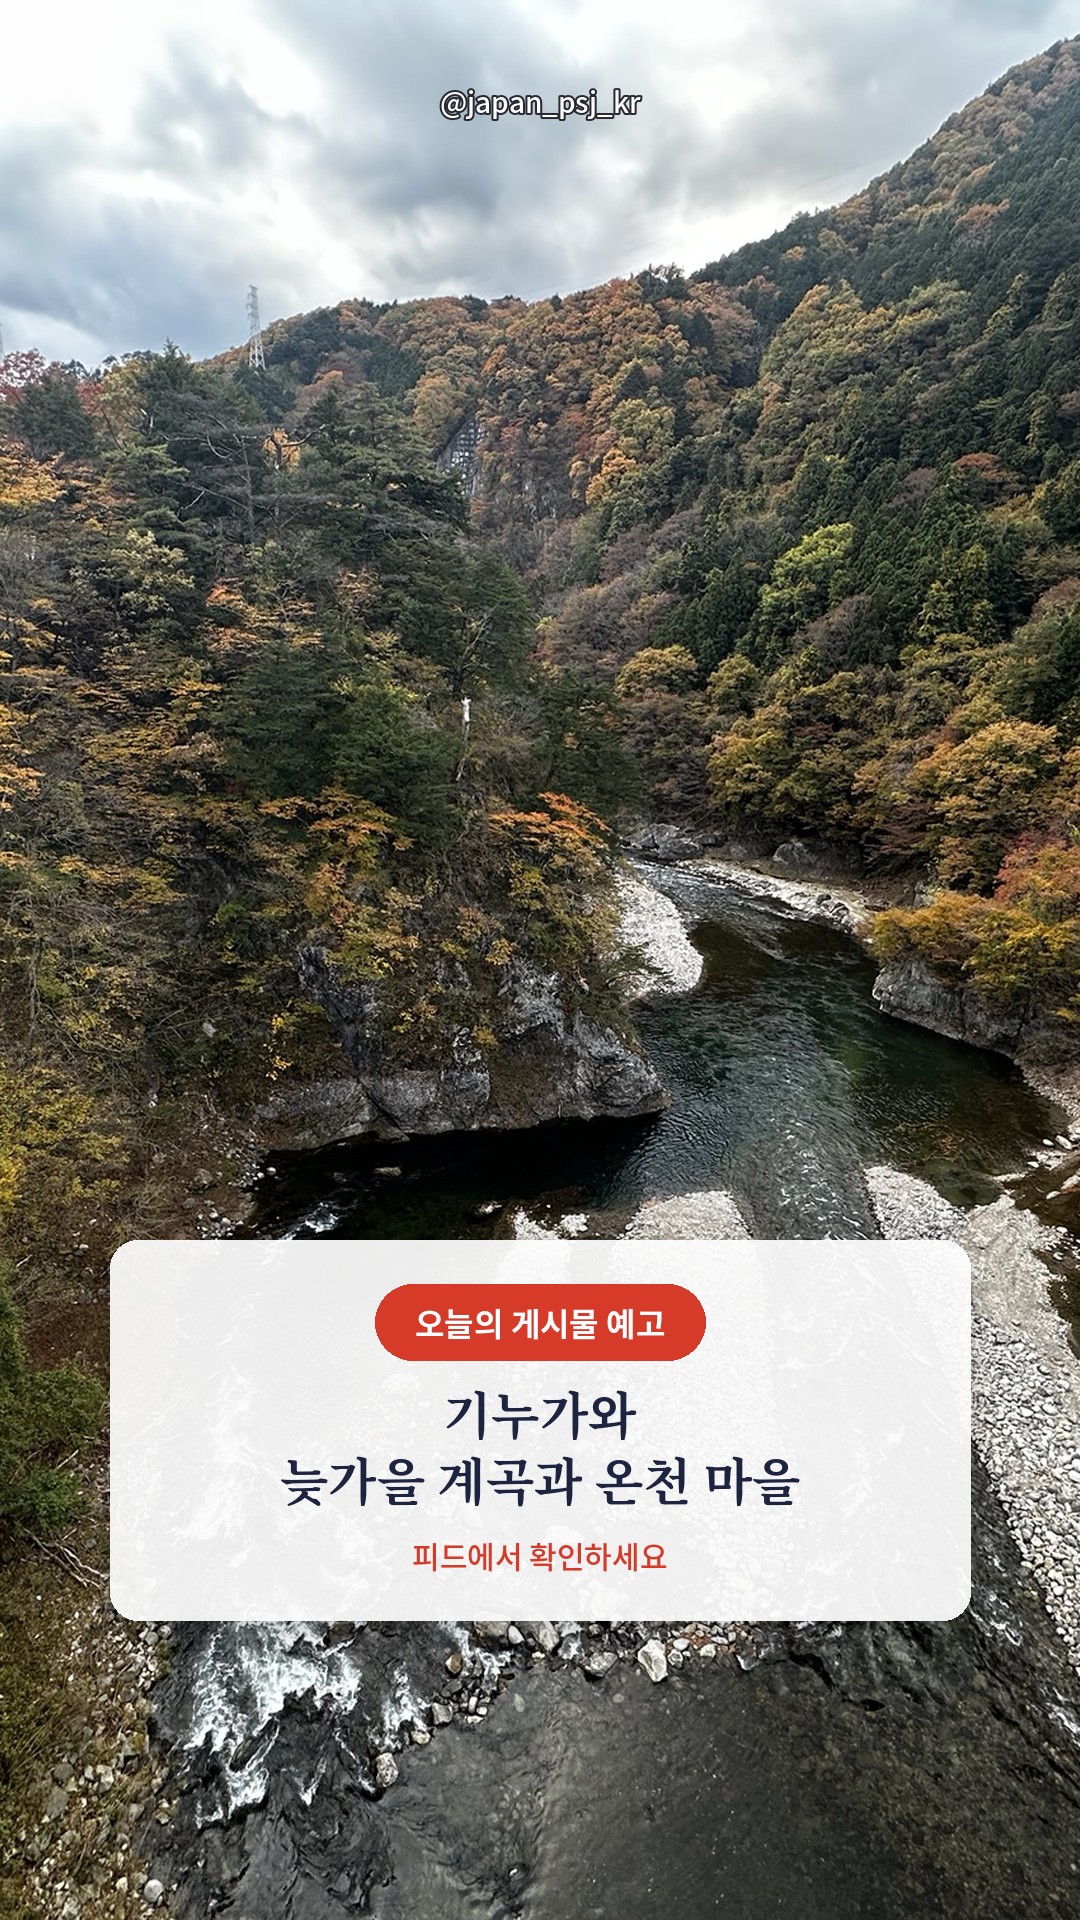 @japan_psj_kr
오늘의 게시물 예고
기누가와
늦가을 계곡과 온천 마을
피드에서 확인하세요